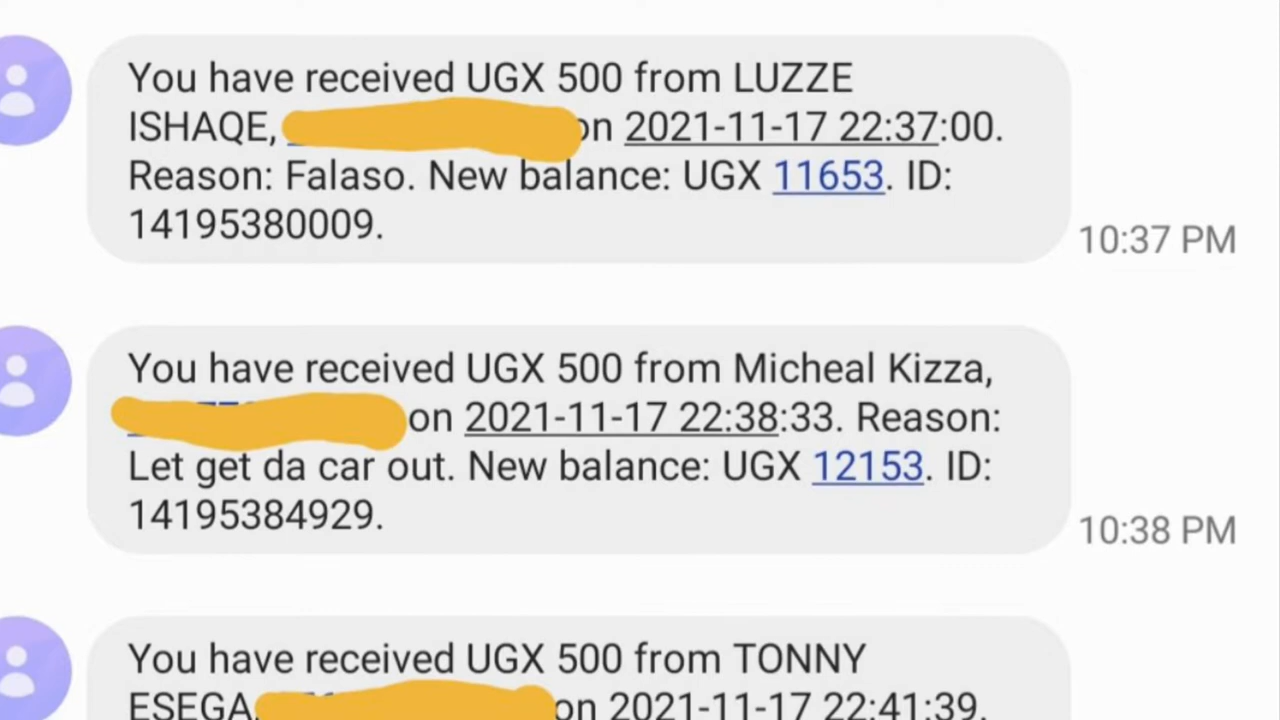 You have received UGX 500 from LUZZE
ISHAQE, on 2021-11-17 22:37:00.
Reason: Falaso. New balance: UGX 11653. ID:
14195380009.
10:37 PM
You have received UGX 500 from Micheal Kizza,
on 2021-11-17 22:38:33. Reason:
Let get da car out. New balance: UGX 12153. ID:
14195384929.
10:38 PM
You have received UGX 500 from TONNY
ESEGA, on 2021-11-17 22:41:39.